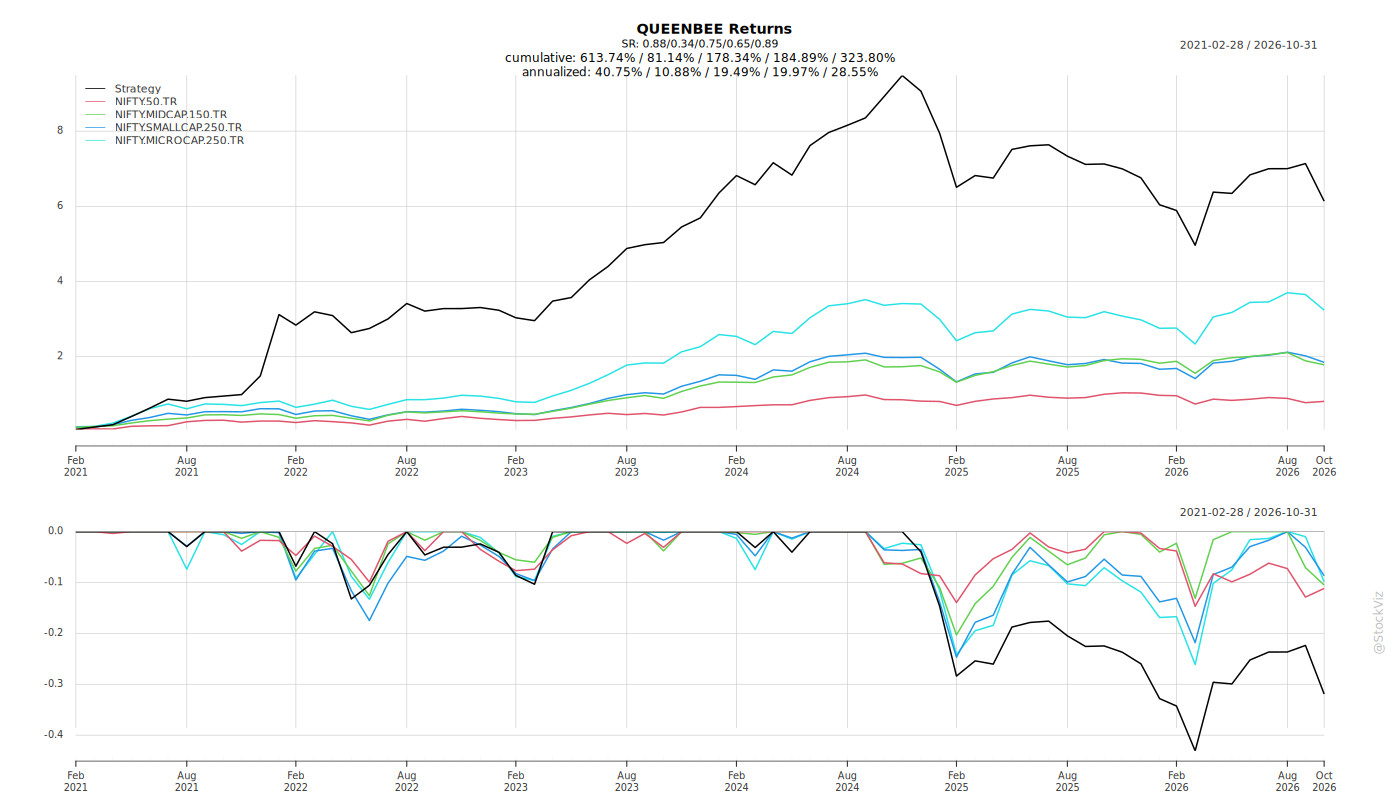 QUEENBEE Returns
SR: 0.88/0.34/0.75/0.65/0.89
cumulative: 613.74% / 81.14% / 178.34% / 184.89% / 323.80%
annualized: 40.75% / 10.88% / 19.49% / 19.97% / 28.55%
2021-02-28 / 2026-10-31
Strategy
NIFTY.50.TR
NIFTY.MIDCAP.150.TR
NIFTY.SMALLCAP.250.TR
NIFTY.MICROCAP.250.TR
8
6
4
2
Feb Aug Feb Aug Feb Aug Feb Aug Feb Aug Feb Aug Oct
2021 2021 2022 2022 2023 2023 2024 2024 2025 2025 2026 2026 2026
2021-02-28 / 2026-10-31
0.0
-0.1
-0.2
-0.3
-0.4
Feb Aug Feb Aug Feb Aug Feb Aug Feb Aug Feb Aug Oct
2021 2021 2022 2022 2023 2023 2024 2024 2025 2025 2026 2026 2026
@StockViz